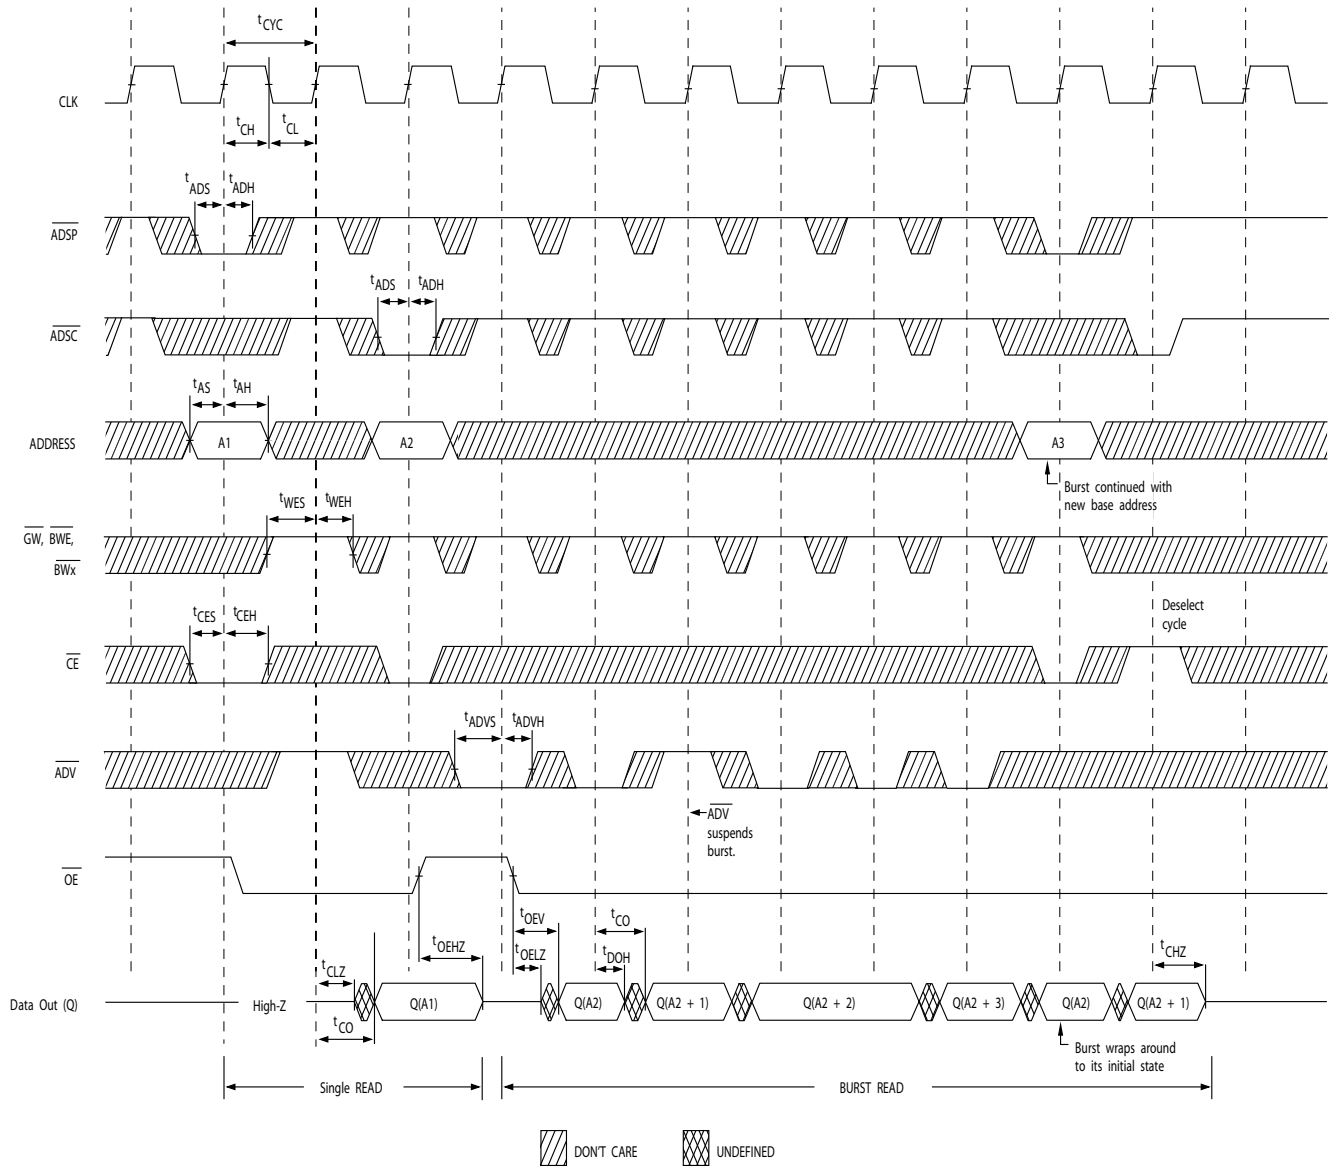 tCYC
CLK
tCH
tCL
tADS
tADH
ADSP
tADS
tADH
ADSC
tAS
tAH
ADDRESS
A1
A2
A3
Burst continued with
new base address
tWES
tWEH
GW, BWE,
BWx
tCES
tCEH
Deselect
cycle
CE
tADVS
tADVH
ADV
ADV
suspends
burst.
OE
tOEV
tCO
tOEHZ
tOELZ
tDOH
tCHZ
tCLZ
Data Out (Q)
High-Z
Q(A1)
Q(A2)
Q(A2 + 1)
Q(A2 + 2)
Q(A2 + 3)
Q(A2)
Q(A2 + 1)
tCO
Burst wraps around
to its initial state
Single READ
BURST READ
DON'T CARE
UNDEFINED